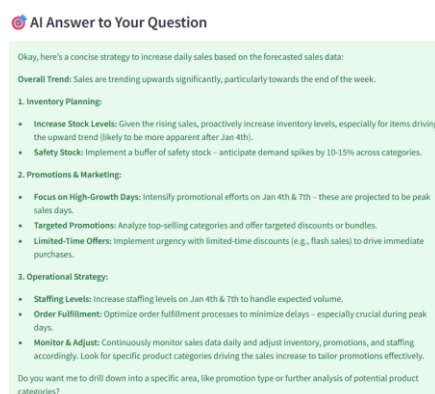 🎯 AI Answer to Your Question
Okay, here's a concise strategy to increase daily sales based on the forecasted sales data:
Overall Trend: Sales are trending upwards significantly, particularly towards the end of the week.
1. Inventory Planning:
• Increase Stock Levels: Given the rising sales, proactively increase inventory levels, especially for items driving
the upward trend (likely to be more apparent after Jan 4th).
• Safety Stock: Implement a buffer of safety stock – anticipate demand spikes by 10-15% across categories.
2. Promotions & Marketing:
• Focus on High-Growth Days: Intensify promotional efforts on Jan 4th & 7th – these are projected to be peak
sales days.
• Targeted Promotions: Analyze top-selling categories and offer targeted discounts or bundles.
• Limited-Time Offers: Implement urgency with limited-time discounts (e.g., flash sales) to drive immediate
purchases.
3. Operational Strategy:
• Staffing Levels: Increase staffing levels on Jan 4th & 7th to handle expected volume.
• Order Fulfillment: Optimize order fulfillment processes to minimize delays – especially crucial during peak
days.
• Monitor & Adjust: Continuously monitor sales data daily and adjust inventory, promotions, and staffing
accordingly. Look for specific product categories driving the sales increase to tailor promotions effectively.
Do you want me to drill down into a specific area, like promotion type or further analysis of potential product
categories?